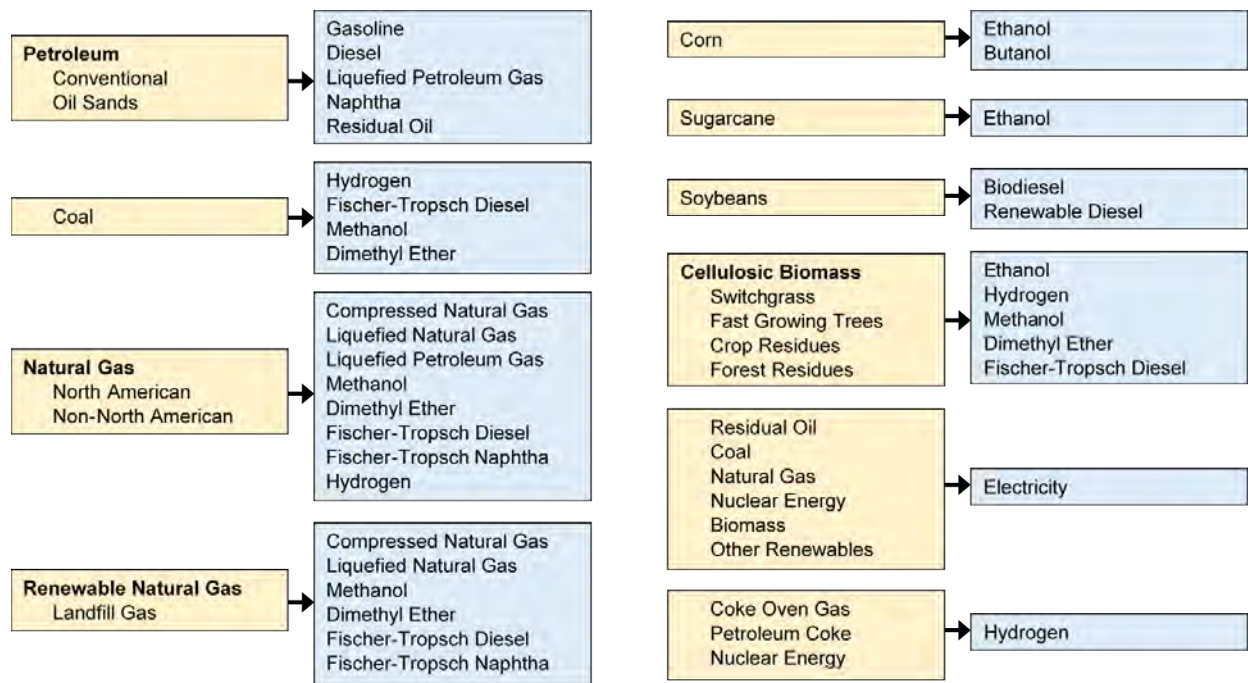 Petroleum
Conventional
Oil Sands
Gasoline
Diesel
Liquefied Petroleum Gas
Naphtha
Residual Oil
Coal
Hydrogen
Fischer-Tropsch Diesel
Methanol
Dimethyl Ether
Natural Gas
North American
Non-North American
Compressed Natural Gas
Liquefied Natural Gas
Liquefied Petroleum Gas
Methanol
Dimethyl Ether
Fischer-Tropsch Diesel
Fischer-Tropsch Naphtha
Hydrogen
Renewable Natural Gas
Landfill Gas
Compressed Natural Gas
Liquefied Natural Gas
Methanol
Dimethyl Ether
Fischer-Tropsch Diesel
Fischer-Tropsch Naphtha
Corn
Ethanol
Butanol
Sugarcane
Ethanol
Soybeans
Biodiesel
Renewable Diesel
Cellulosic Biomass
Switchgrass
Fast Growing Trees
Crop Residues
Forest Residues
Ethanol
Hydrogen
Methanol
Dimethyl Ether
Fischer-Tropsch Diesel
Residual Oil
Coal
Natural Gas
Nuclear Energy
Biomass
Other Renewables
Electricity
Coke Oven Gas
Petroleum Coke
Nuclear Energy
Hydrogen